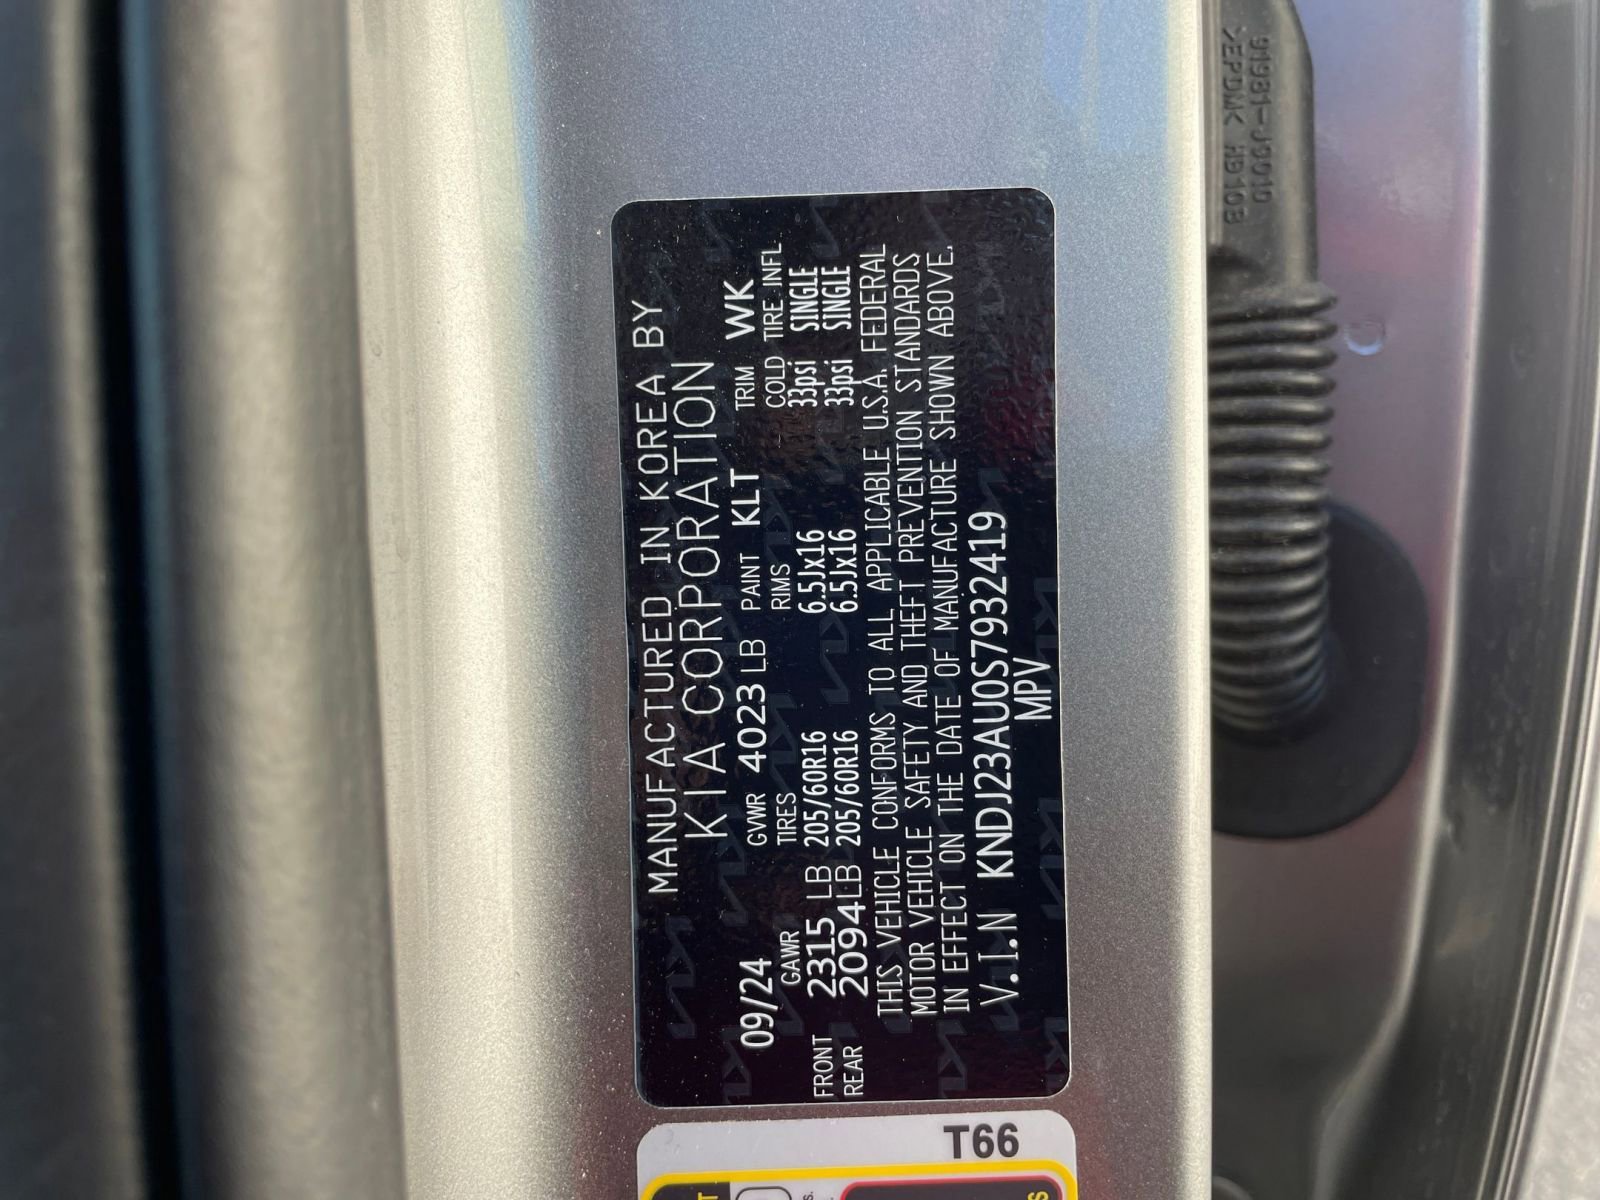 MANUFACTURED IN KOREA BY
KIA CORPORATION
09/24 GVWR 4023 LB PAINT KLT TRIM WK
GAWR TIRES RIMS COLD TIRE INFL
FRONT 2315 LB 205/60R16 6.5Jx16 33psi SINGLE
REAR 2094LB 205/60R16 6.5Jx16 33psi SINGLE
THIS VEHICLE CONFORMS TO ALL APPLICABLE U.S.A. FEDERAL
MOTOR VEHICLE SAFETY AND THEFT PREVENTION STANDARDS
IN EFFECT ON THE DATE OF MANUFACTURE SHOWN ABOVE.
V.I.N KNDJ23AU0S7932419
MPV
T66
91981-J9010
>EPDM<